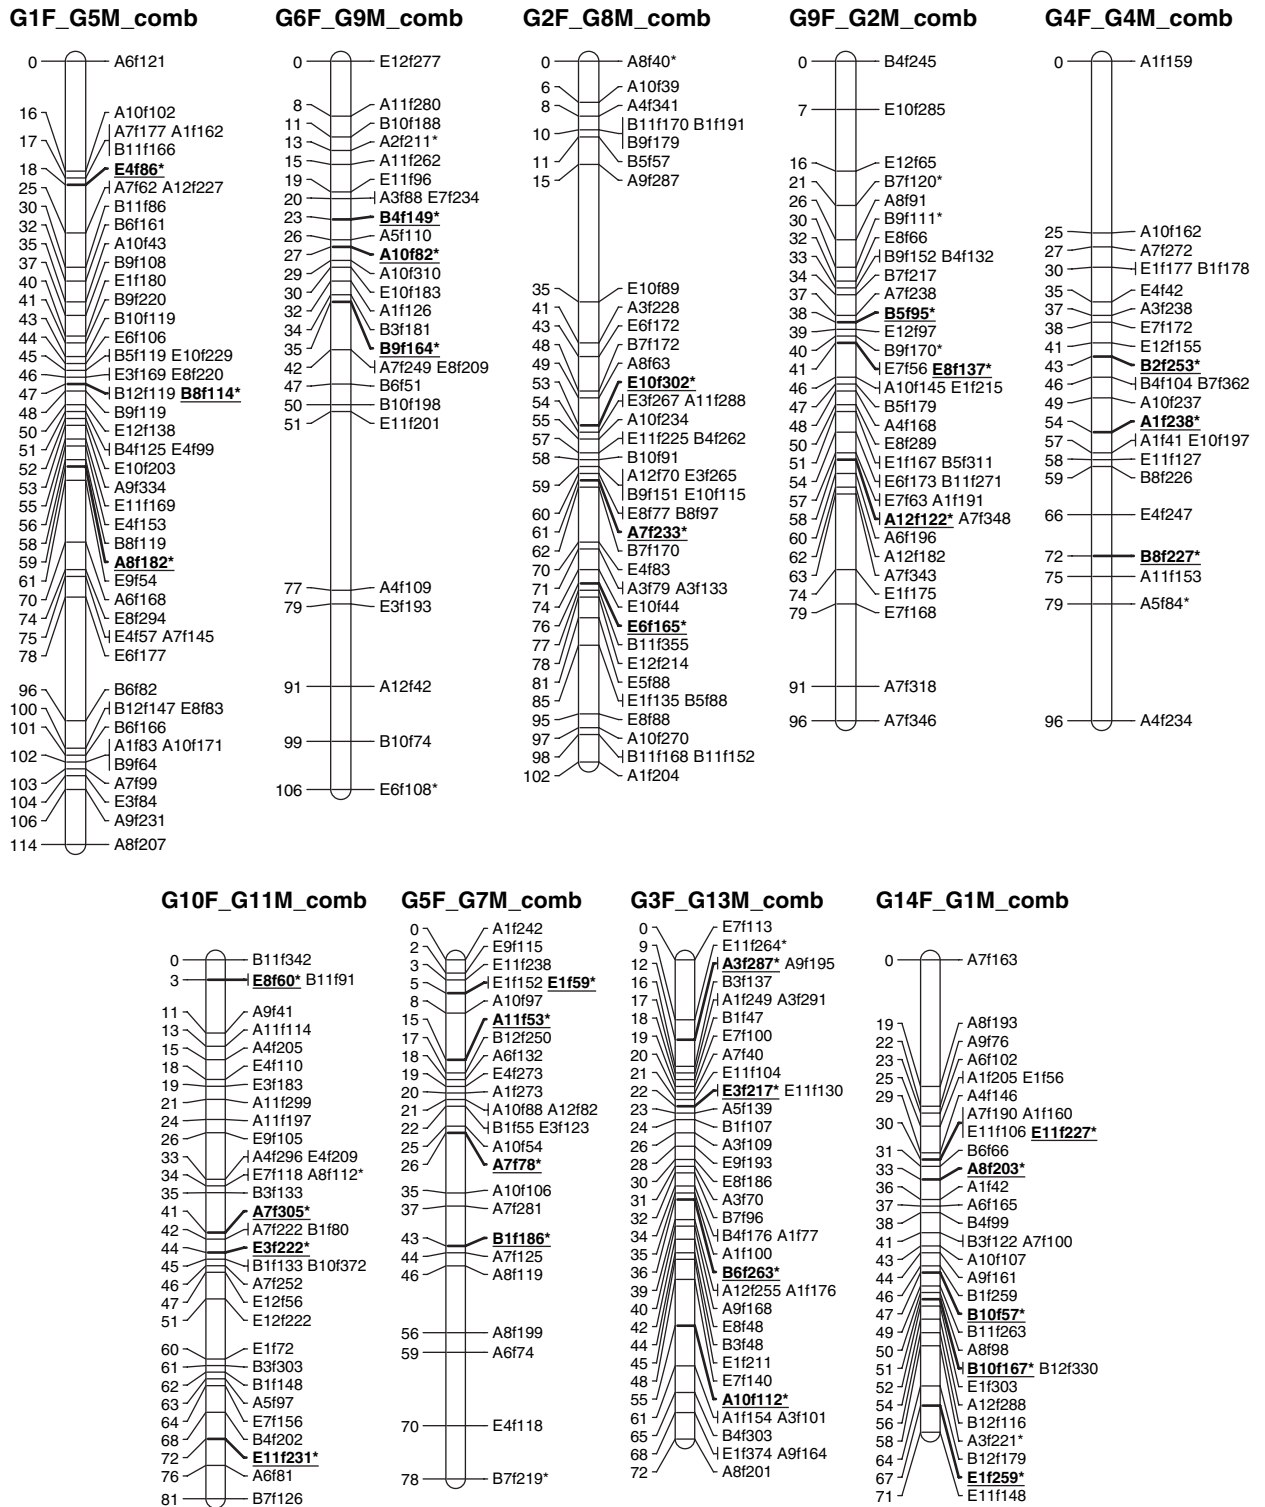 G1F_G5M_comb
0 A6f121
16 A10f102
A7f177 A1f162
17 B11f166
18 E4f86*
25 A7f62 A12f227
30 B11f86
32 B6f161
35 A10f43
37 B9f108
40 E1f180
41 B9f220
43 B10f119
44 E6f106
45 B5f119 E10f229
46 E3f169 E8f220
47 B12f119 B8f114*
48 B9f119
50 E12f138
51 B4f125 E4f99
52 E10f203
53 A9f334
55 E11f169
56 E4f153
58 B8f119
59 A8f182*
61 E9f54
70 A6f168
74 E8f294
75 E4f57 A7f145
78 E6f177
96 B6f82
100 B12f147 E8f83
101 B6f166
A1f83 A10f171
102 B9f64
103 A7f99
104 E3f84
106 A9f231
114 A8f207
G6F_G9M_comb
0 E12f277
8 A11f280
11 B10f188
13 A2f211*
15 A11f262
19 E11f96
20 A3f88 E7f234
23 B4f149*
26 A5f110
27 A10f82*
29 A10f310
30 E10f183
32 A1f126
34 B3f181
35 B9f164*
42 A7f249 E8f209
47 B6f51
50 B10f198
51 E11f201
77 A4f109
79 E3f193
91 A12f42
99 B10f74
106 E6f108*
G2F_G8M_comb
0 A8f40*
6 A10f39
8 A4f341
B11f170 B1f191
10 B9f179
11 B5f57
15 A9f287
35 E10f89
41 A3f228
43 E6f172
48 B7f172
49 A8f63
53 E10f302*
54 E3f267 A11f288
55 A10f234
57 E11f225 B4f262
58 B10f91
A12f70 E3f265
59 B9f151 E10f115
60 E8f77 B8f97
61 A7f233*
62 B7f170
70 E4f83
71 A3f79 A3f133
74 E10f44
76 E6f165*
77 B11f355
78 E12f214
81 E5f88
85 E1f135 B5f88
95 E8f88
97 A10f270
98 B11f168 B11f152
102 A1f204
G9F_G2M_comb
0 B4f245
7 E10f285
16 E12f65
21 B7f120*
26 A8f91
30 B9f111*
32 E8f66
33 B9f152 B4f132
34 B7f217
37 A7f238
38 B5f95*
39 E12f97
40 B9f170*
41 E7f56 E8f137*
46 A10f145 E1f215
47 B5f179
48 A4f168
50 E8f289
51 E1f167 B5f311
54 E6f173 B11f271
57 E7f63 A1f191
58 A12f122* A7f348
60 A6f196
62 A12f182
63 A7f343
74 E1f175
79 E7f168
91 A7f318
96 A7f346
G4F_G4M_comb
0 A1f159
25 A10f162
27 A7f272
30 E1f177 B1f178
35 E4f42
37 A3f238
38 E7f172
41 E12f155
43 B2f253*
46 B4f104 B7f362
49 A10f237
54 A1f238*
57 A1f41 E10f197
58 E11f127
59 B8f226
66 E4f247
72 B8f227*
75 A11f153
79 A5f84*
96 A4f234
G10F_G11M_comb
0 B11f342
3 E8f60* B11f91
11 A9f41
13 A11f114
15 A4f205
18 E4f110
19 E3f183
21 A11f299
24 A11f197
26 E9f105
33 A4f296 E4f209
34 E7f118 A8f112*
35 B3f133
41 A7f305*
42 A7f222 B1f80
44 E3f222*
45 B1f133 B10f372
46 A7f252
47 E12f56
51 E12f222
60 E1f72
61 B3f303
62 B1f148
63 A5f97
64 E7f156
68 B4f202
72 E11f231*
76 A6f81
81 B7f126
G5F_G7M_comb
0 A1f242
2 E9f115
3 E11f238
5 E1f152 E1f59*
8 A10f97
15 A11f53*
17 B12f250
18 A6f132
19 E4f273
20 A1f273
21 A10f88 A12f82
22 B1f55 E3f123
25 A10f54
26 A7f78*
35 A10f106
37 A7f281
43 B1f186*
44 A7f125
46 A8f119
56 A8f199
59 A6f74
70 E4f118
78 B7f219*
G3F_G13M_comb
0 E7f113
9 E11f264*
12 A3f287* A9f195
16 B3f137
17 A1f249 A3f291
18 B1f47
19 E7f100
20 A7f40
21 E11f104
22 E3f217* E11f130
23 A5f139
24 B1f107
26 A3f109
28 E9f193
30 E8f186
31 A3f70
32 B7f96
34 B4f176 A1f77
35 A1f100
36 B6f263*
39 A12f255 A1f176
40 A9f168
42 E8f48
44 B3f48
45 E1f211
48 E7f140
55 A10f112*
61 A1f154 A3f101
65 B4f303
68 E1f374 A9f164
72 A8f201
G14F_G1M_comb
0 A7f163
19 A8f193
22 A9f76
23 A6f102
25 A1f205 E1f56
29 A4f146
A7f190 A1f160
30 E11f106 E11f227*
31 B6f66
33 A8f203*
36 A1f42
37 A6f165
38 B4f99
41 B3f122 A7f100
43 A10f107
44 A9f161
46 B1f259
47 B10f57*
49 B11f263
50 A8f98
51 B10f167* B12f330
52 E1f303
54 A12f288
56 B12f116
58 A3f221*
64 B12f179
67 E1f259*
71 E11f148